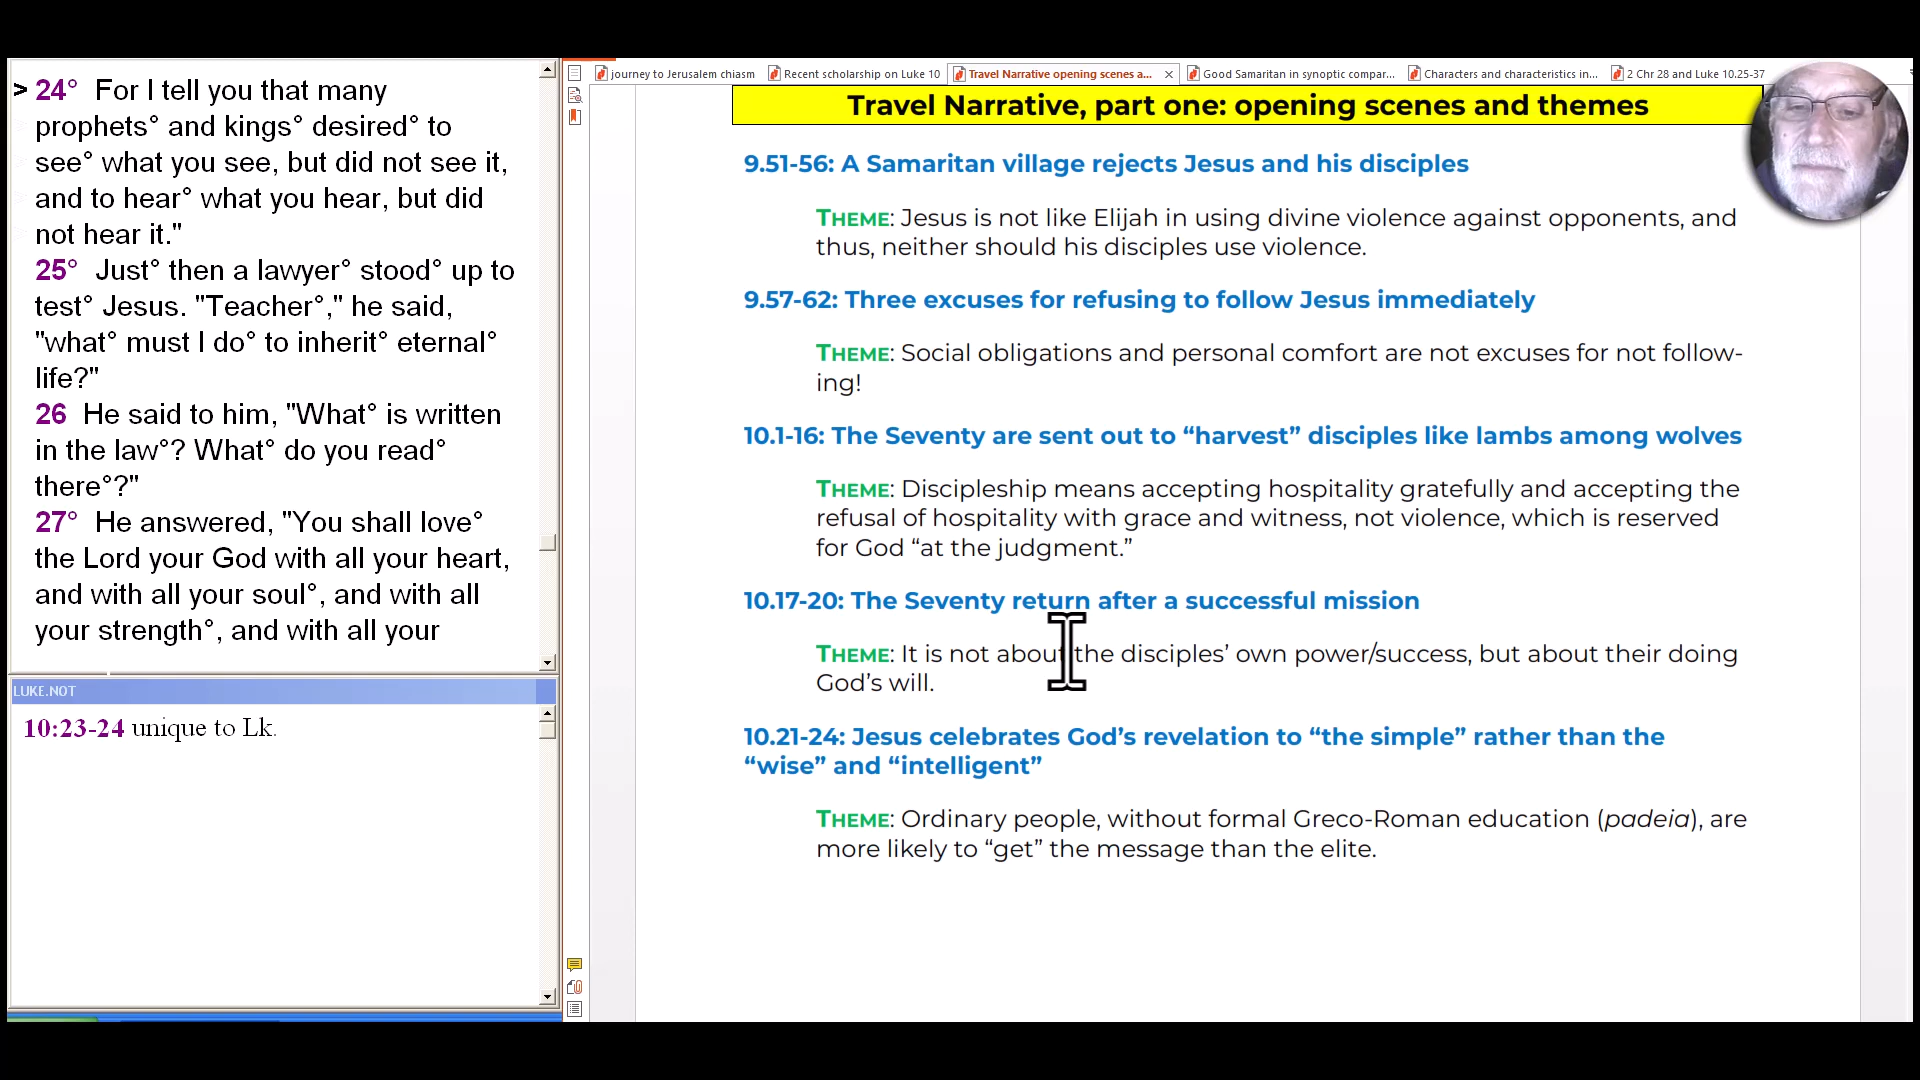 > 24° For I tell you that many
prophets° and kings° desired° to
see° what you see, but did not see it,
and to hear° what you hear, but did
not hear it."
25° Just° then a lawyer° stood° up to
test° Jesus. "Teacher°," he said,
"what° must I do° to inherit° eternal°
life?"
26 He said to him, "What° is written
in the law°? What° do you read°
there°?"
27° He answered, "You shall love°
the Lord your God with all your heart,
and with all your soul°, and with all
your strength°, and with all your
LUKE.NOT
10:23-24 unique to Lk.
journey to Jerusalem chiasm
Recent scholarship on Luke 10
Travel Narrative opening scenes a...
Good Samaritan in synoptic compar...
Characters and characteristics in...
2 Chr 28 and Luke 10.25-37
Travel Narrative, part one: opening scenes and themes
9.51-56: A Samaritan village rejects Jesus and his disciples
THEME: Jesus is not like Elijah in using divine violence against opponents, and
thus, neither should his disciples use violence.
9.57-62: Three excuses for refusing to follow Jesus immediately
THEME: Social obligations and personal comfort are not excuses for not follow-
ing!
10.1-16: The Seventy are sent out to “harvest” disciples like lambs among wolves
THEME: Discipleship means accepting hospitality gratefully and accepting the
refusal of hospitality with grace and witness, not violence, which is reserved
for God “at the judgment.”
10.17-20: The Seventy return after a successful mission
THEME: It is not about the disciples’ own power/success, but about their doing
God’s will.
10.21-24: Jesus celebrates God’s revelation to “the simple” rather than the
“wise” and “intelligent”
THEME: Ordinary people, without formal Greco-Roman education (padeia), are
more likely to “get” the message than the elite.